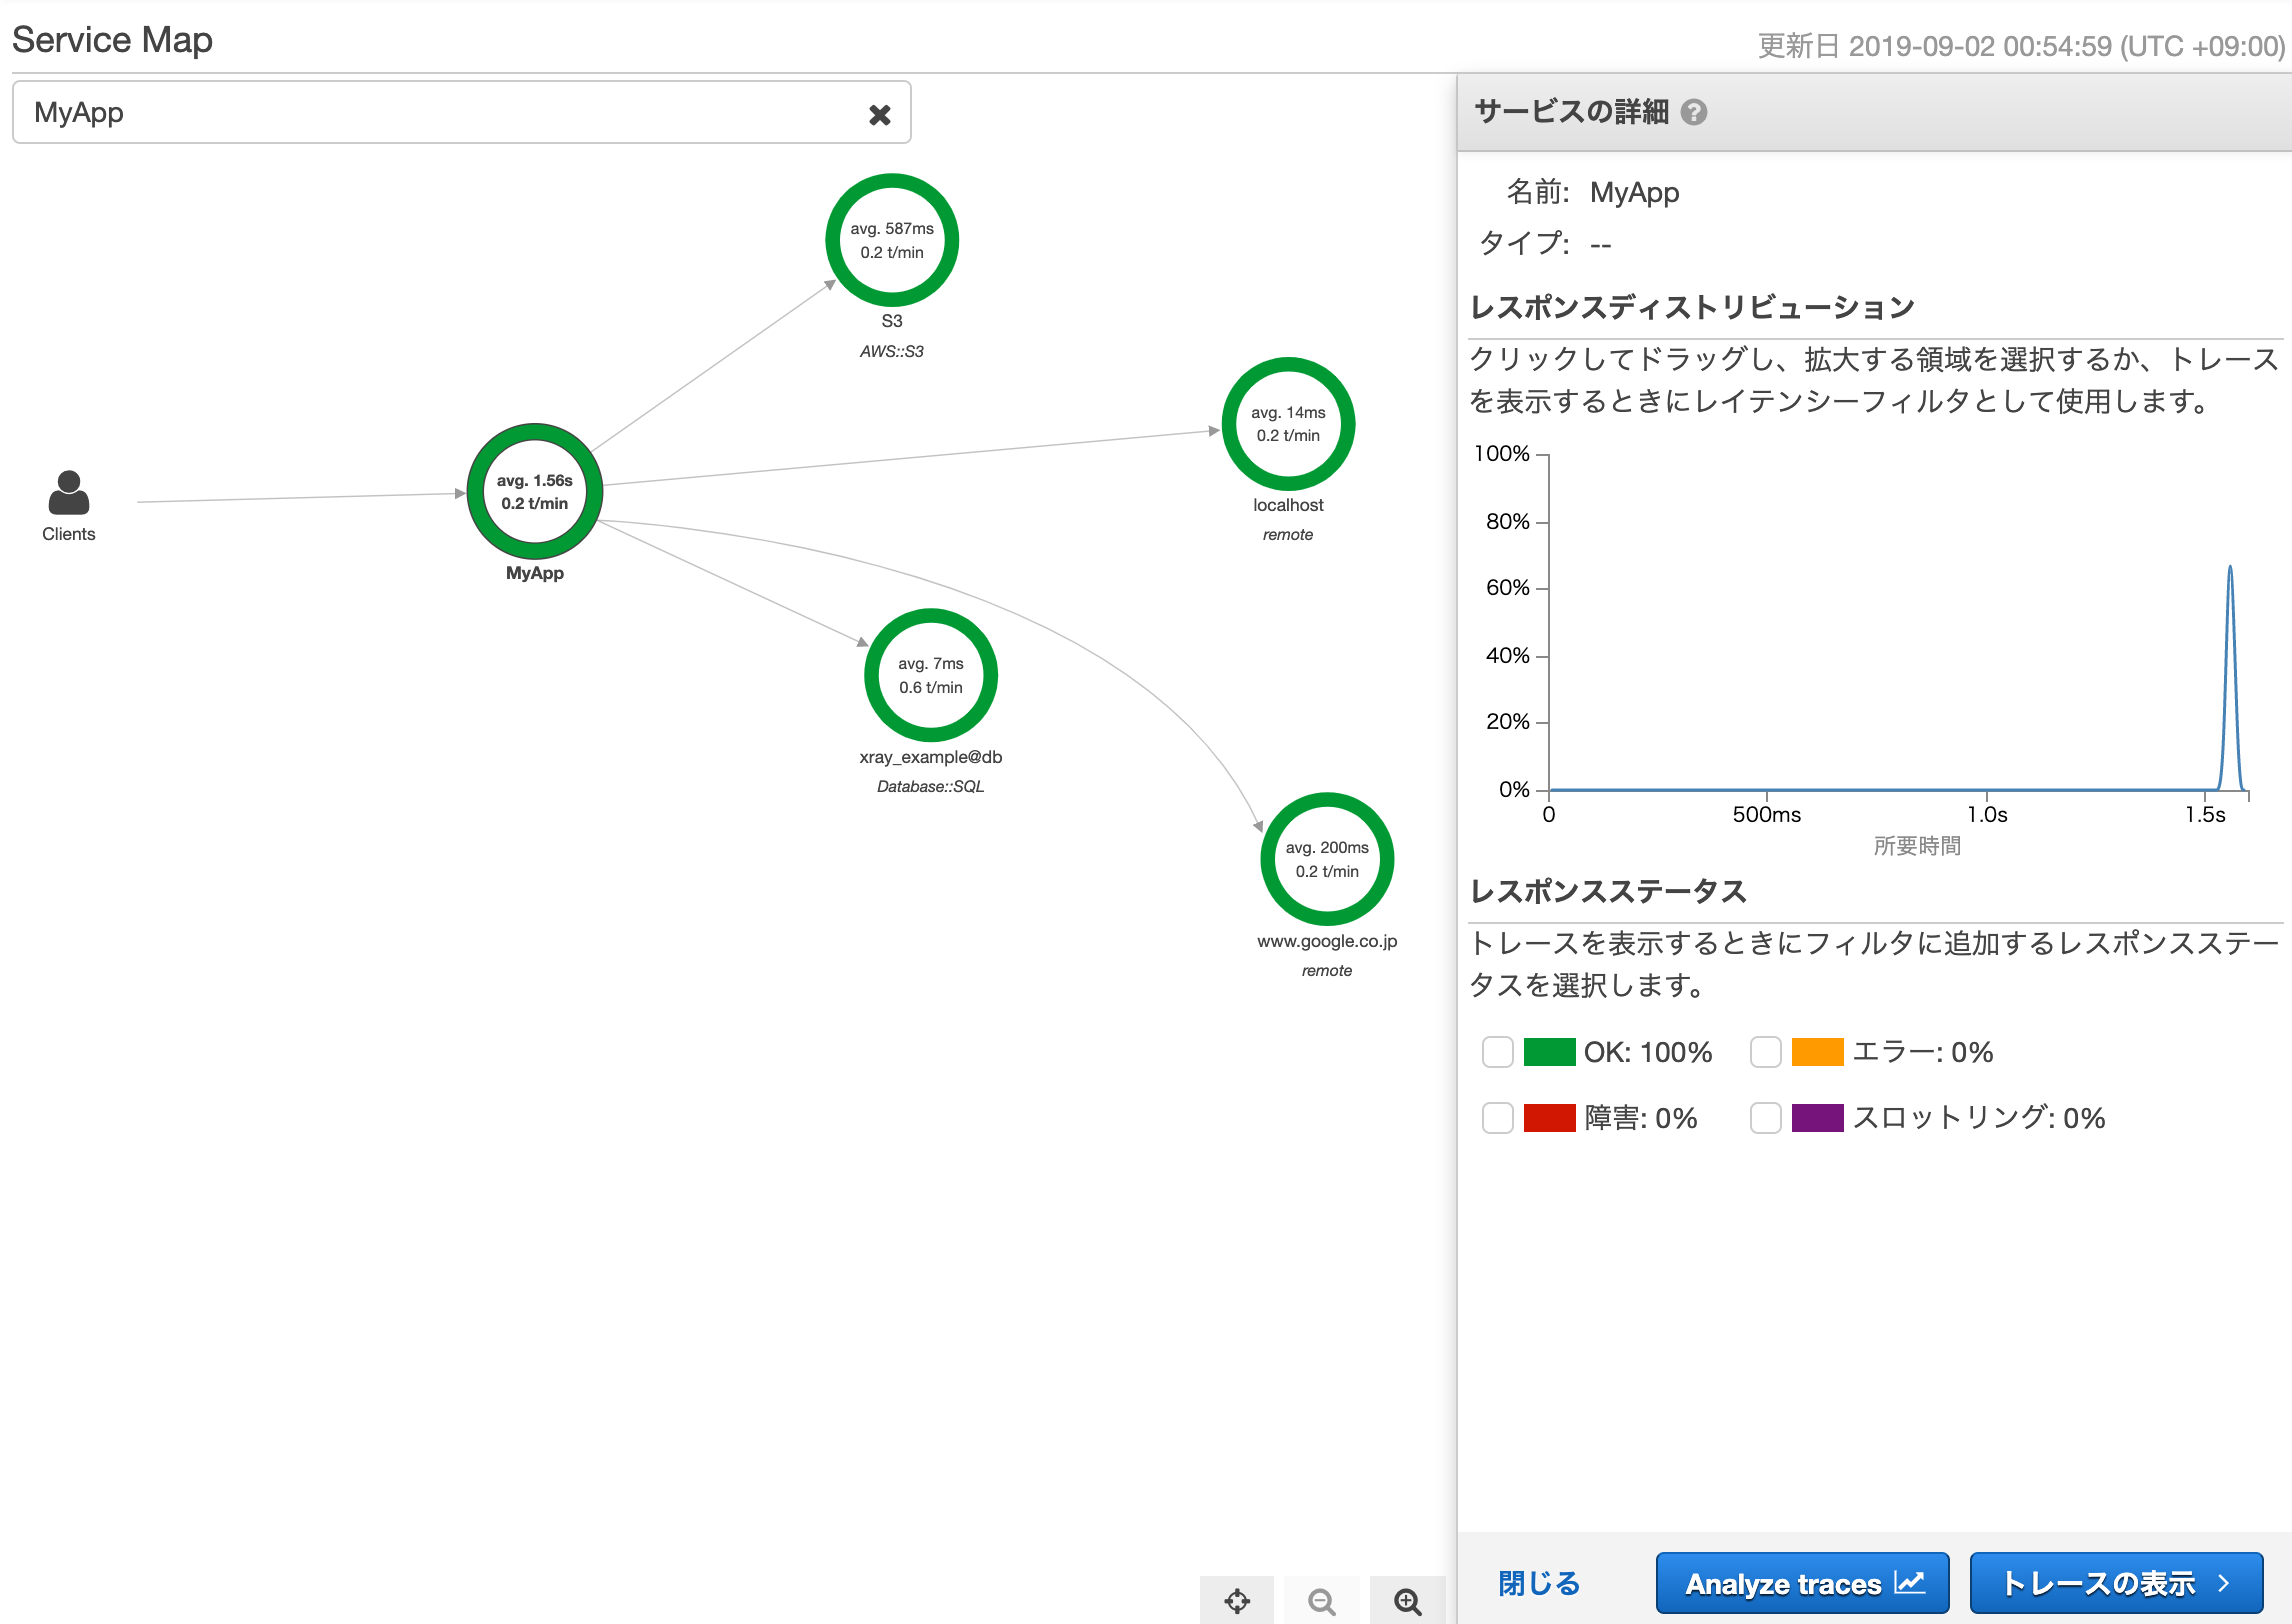 Service Map
更新日 2019-09-02 00:54:59 (UTC +09:00)
MyApp
avg. 587ms
0.2 t/min
S3
AWS::S3
avg. 14ms
0.2 t/min
localhost
remote
Clients
avg. 1.56s
0.2 t/min
MyApp
avg. 7ms
0.6 t/min
xray_example@db
Database::SQL
avg. 200ms
0.2 t/min
www.google.co.jp
remote
サービスの詳細 ?
名前: MyApp
タイプ: --
レスポンスディストリビューション
クリックしてドラッグし、拡大する領域を選択するか、トレース
を表示するときにレイテンシーフィルタとして使用します。
100%
80%
60%
40%
20%
0%
0 500ms 1.0s 1.5s
所要時間
レスポンスステータス
トレースを表示するときにフィルタに追加するレスポンスステー
タスを選択します。
OK: 100% エラー: 0%
障害: 0% スロットリング: 0%
閉じる Analyze traces トレースの表示